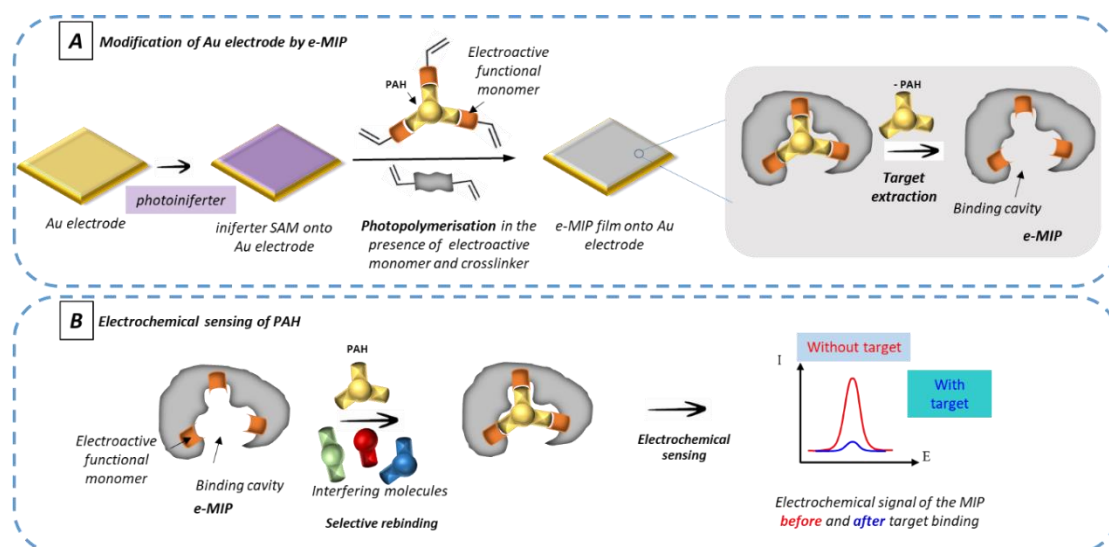 A
Modification of Au electrode by e-MIP
Au electrode
photoiniferter
iniferter SAM onto
Au electrode
PAH
Electroactive
functional
monomer
Photopolymerisation in the
presence of electroactive
monomer and crosslinker
e-MIP film onto Au
electrode
- PAH
Target
extraction
Binding cavity
e-MIP
B
Electrochemical sensing of PAH
Electroactive
functional
monomer
Binding cavity
e-MIP
PAH
Interfering molecules
Selective rebinding
Electrochemical
sensing
Without target
I
With
target
E
Electrochemical signal of the MIP
before and after target binding